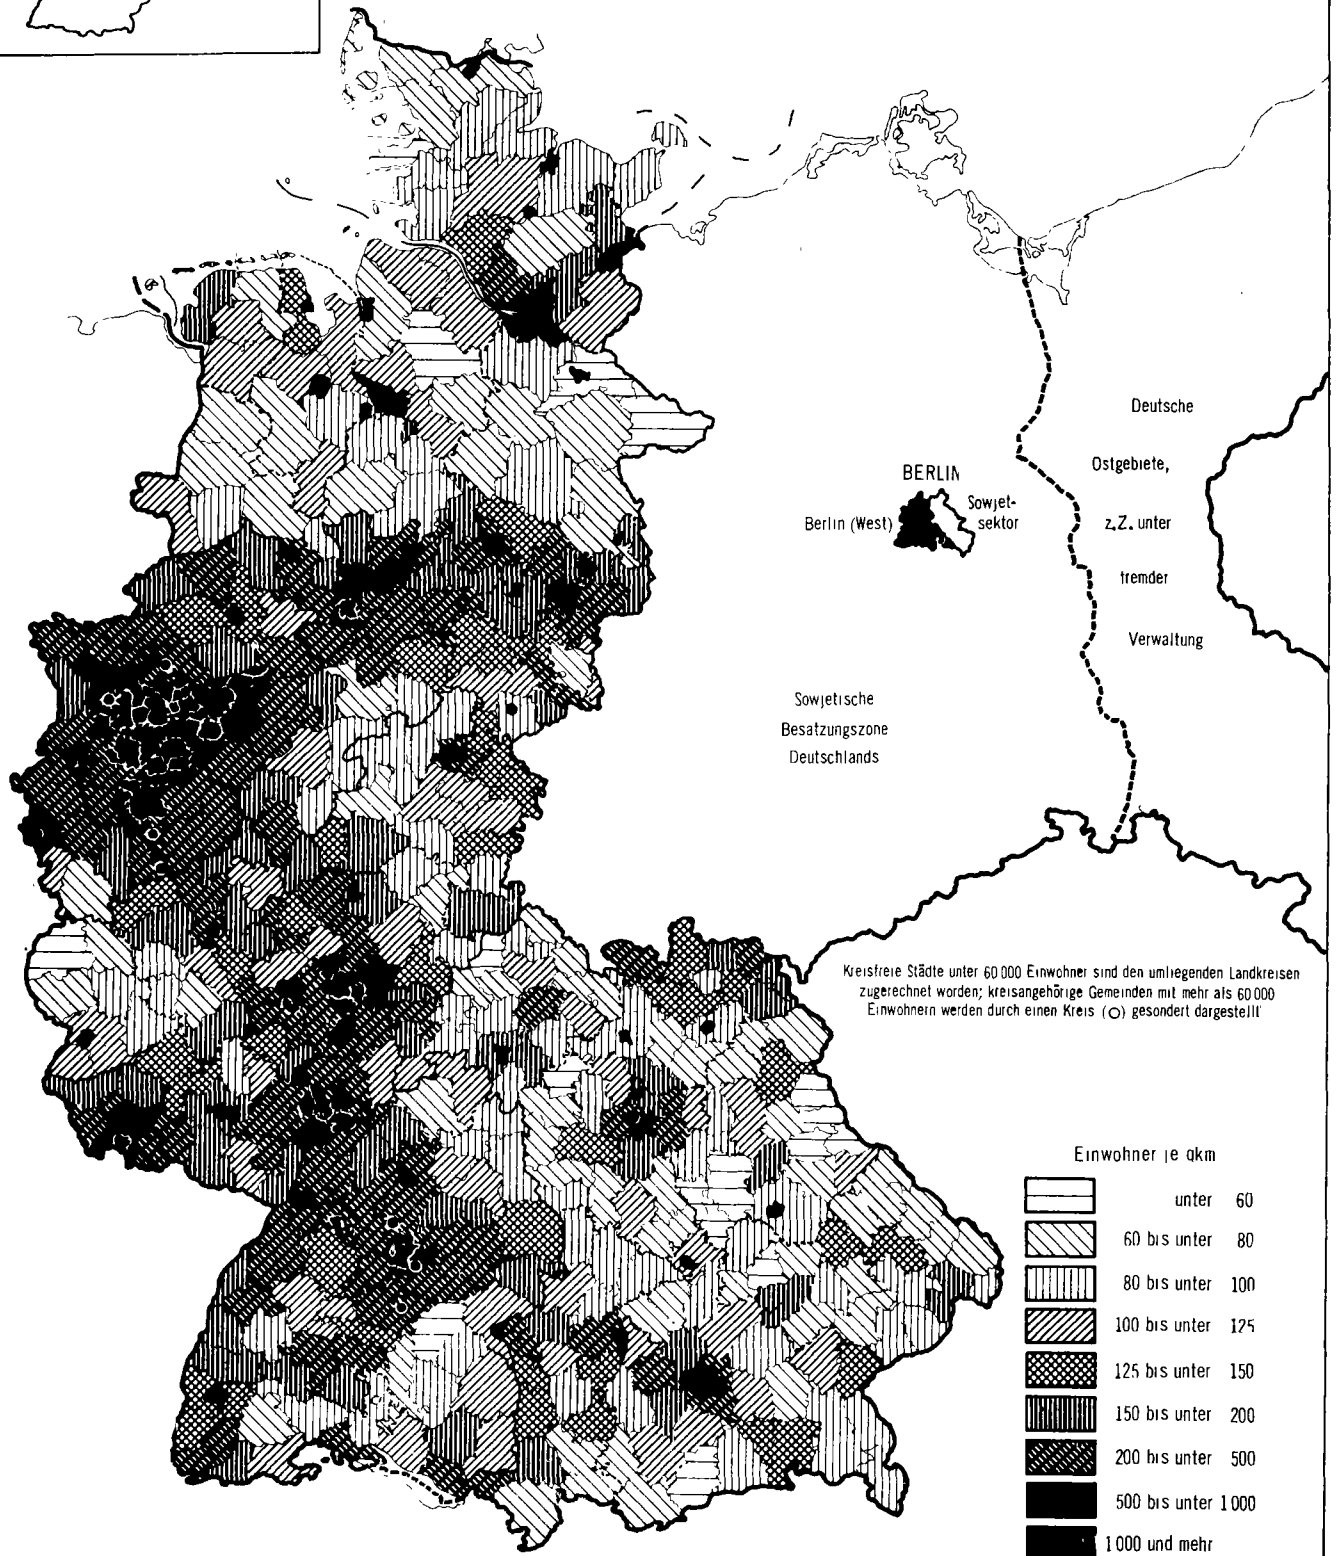 Deutsche
Ostgebiete,
z.Z. unter
fremder
Verwaltung
BERLIN
Sowjet-
sektor
Berlin (West)
Sowjetische
Besatzungszone
Deutschlands
Kreisfreie Städte unter 60 000 Einwohner sind den umliegenden Landkreisen
zugerechnet worden; kreisangehörige Gemeinden mit mehr als 60 000
Einwohnern werden durch einen Kreis (O) gesondert dargestellt
Einwohner je qkm
unter 60
60 bis unter 80
80 bis unter 100
100 bis unter 125
125 bis unter 150
150 bis unter 200
200 bis unter 500
500 bis unter 1 000
1 000 und mehr